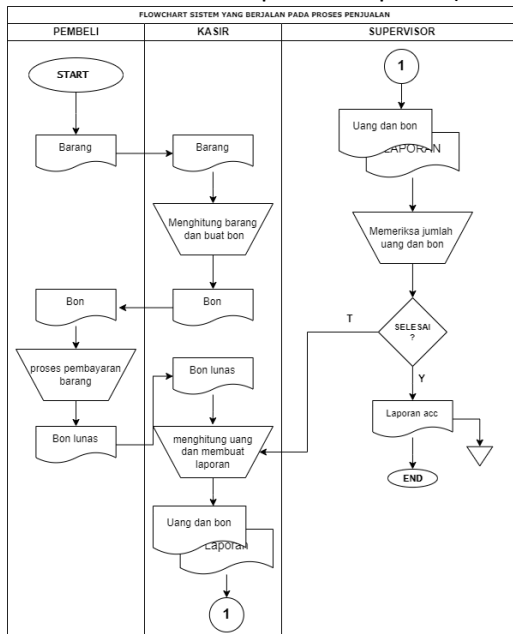 FLOWCHART SISTEM YANG BERJALAN PADA PROSES PENJUALAN
PEMBELI
KASIR
SUPERVISOR
START
Barang
Barang
Menghitung barang
dan buat bon
Bon
Bon
proses pembayaran
barang
Bon lunas
Bon lunas
menghitung uang
dan membuat
laporan
Uang dan bon
Laporan
1
1
Uang dan bon
LAPORAN
Memeriksa jumlah
uang dan bon
SELESAI
?
T
Y
Laporan acc
END